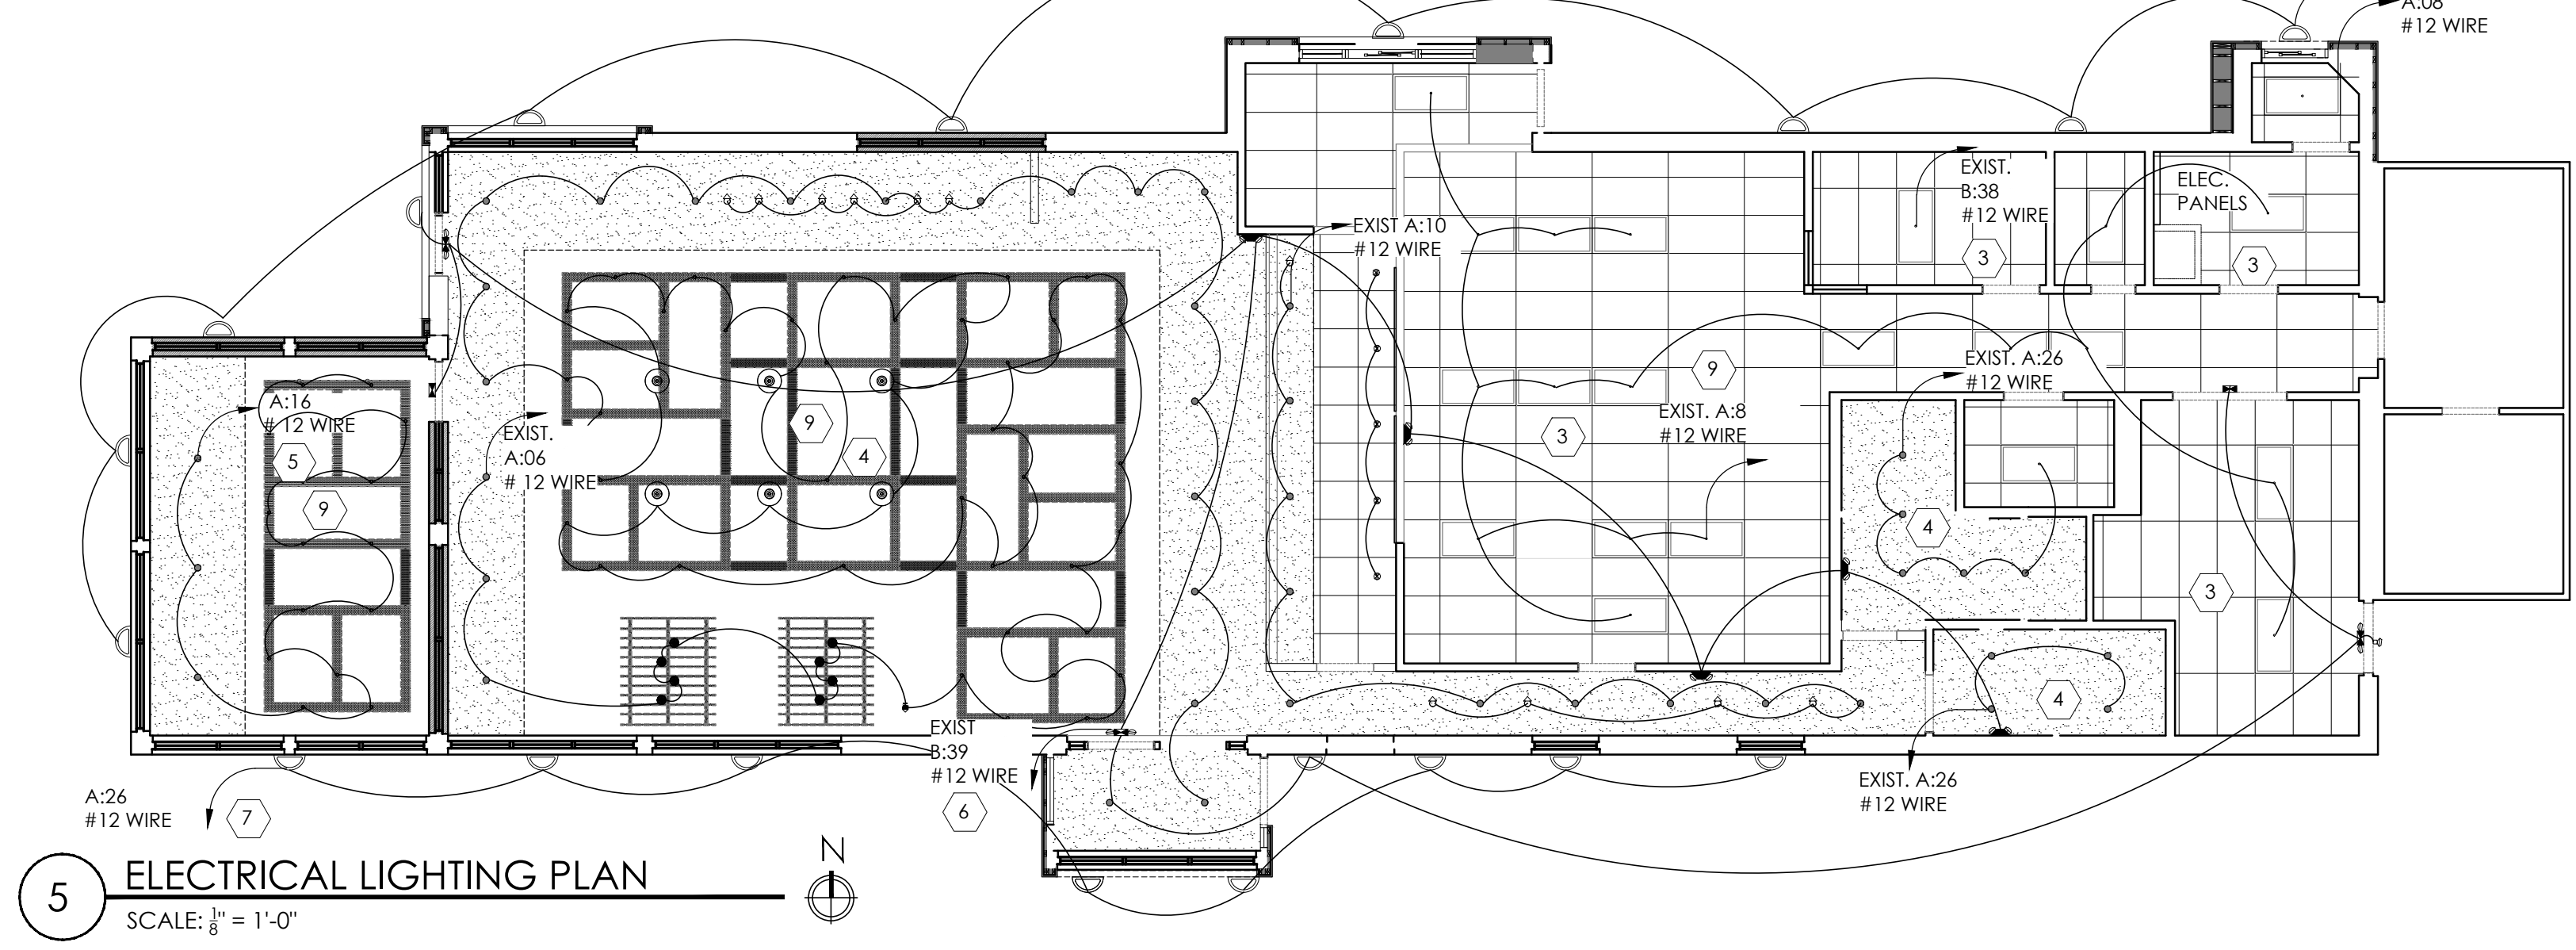 A:08
#12 WIRE
EXIST.
B:38
#12 WIRE
ELEC.
PANELS
3
3
EXIST A:10
#12 WIRE
9
EXIST. A:26
#12 WIRE
EXIST. A:8
#12 WIRE
3
A:16
# 12 WIRE
5
9
EXIST.
A:06
# 12 WIRE
9
4
4
3
4
EXIST
B:39
#12 WIRE
6
EXIST. A:26
#12 WIRE
A:26
#12 WIRE
7
N
5
ELECTRICAL LIGHTING PLAN
SCALE: 1/8" = 1'-0"